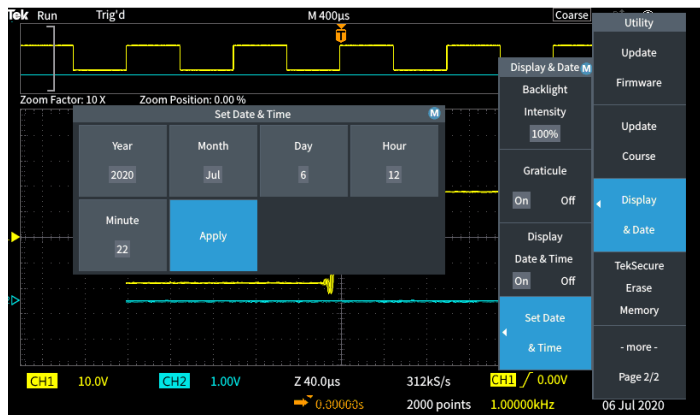 Tek Run Trig'd M 400µs Coarse
T
Zoom Factor: 10 X Zoom Position: 0.00 %
Set Date & Time M
Year
2020
Month
Jul
Day
6
Hour
12
Minute
22
Apply
Display & Date M
Backlight
Intensity
100%
Graticule
On Off
Display
Date & Time
On Off
Set Date
& Time
Utility
Update
Firmware
Update
Course
Display
& Date
TekSecure
Erase
Memory
- more -
Page 2/2
CH1 10.0V CH2 1.00V Z 40.0µs 312kS/s CH1 0.00V
0.00000s 2000 points 1.00000kHz 06 Jul 2020